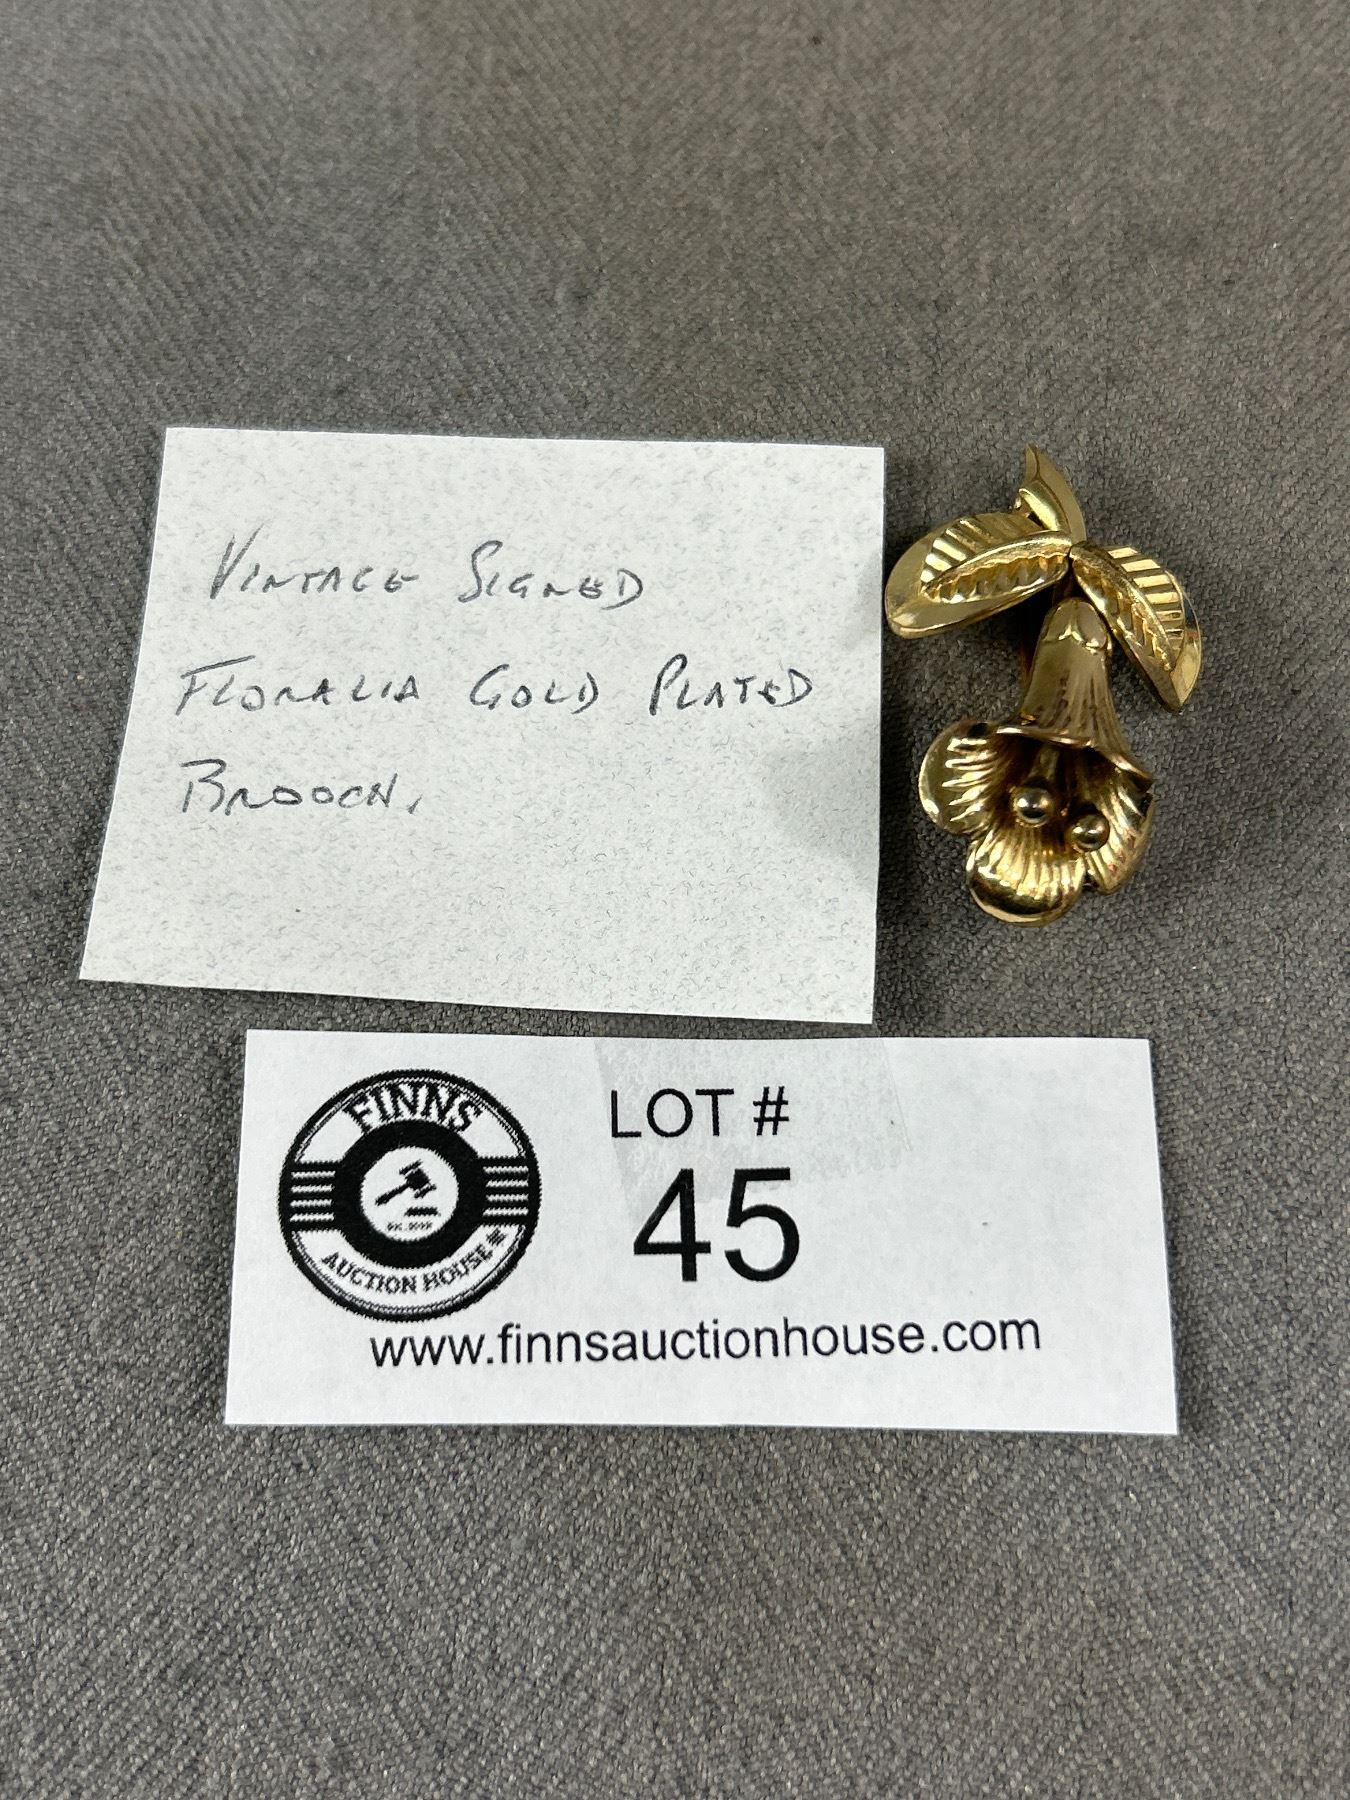 VINTAGE SIGNED
FLORALIA GOLD PLATED
BROOCH.
FINNS
AUCTION HOUSE
LOT #
45
www.finnsauctionhouse.com